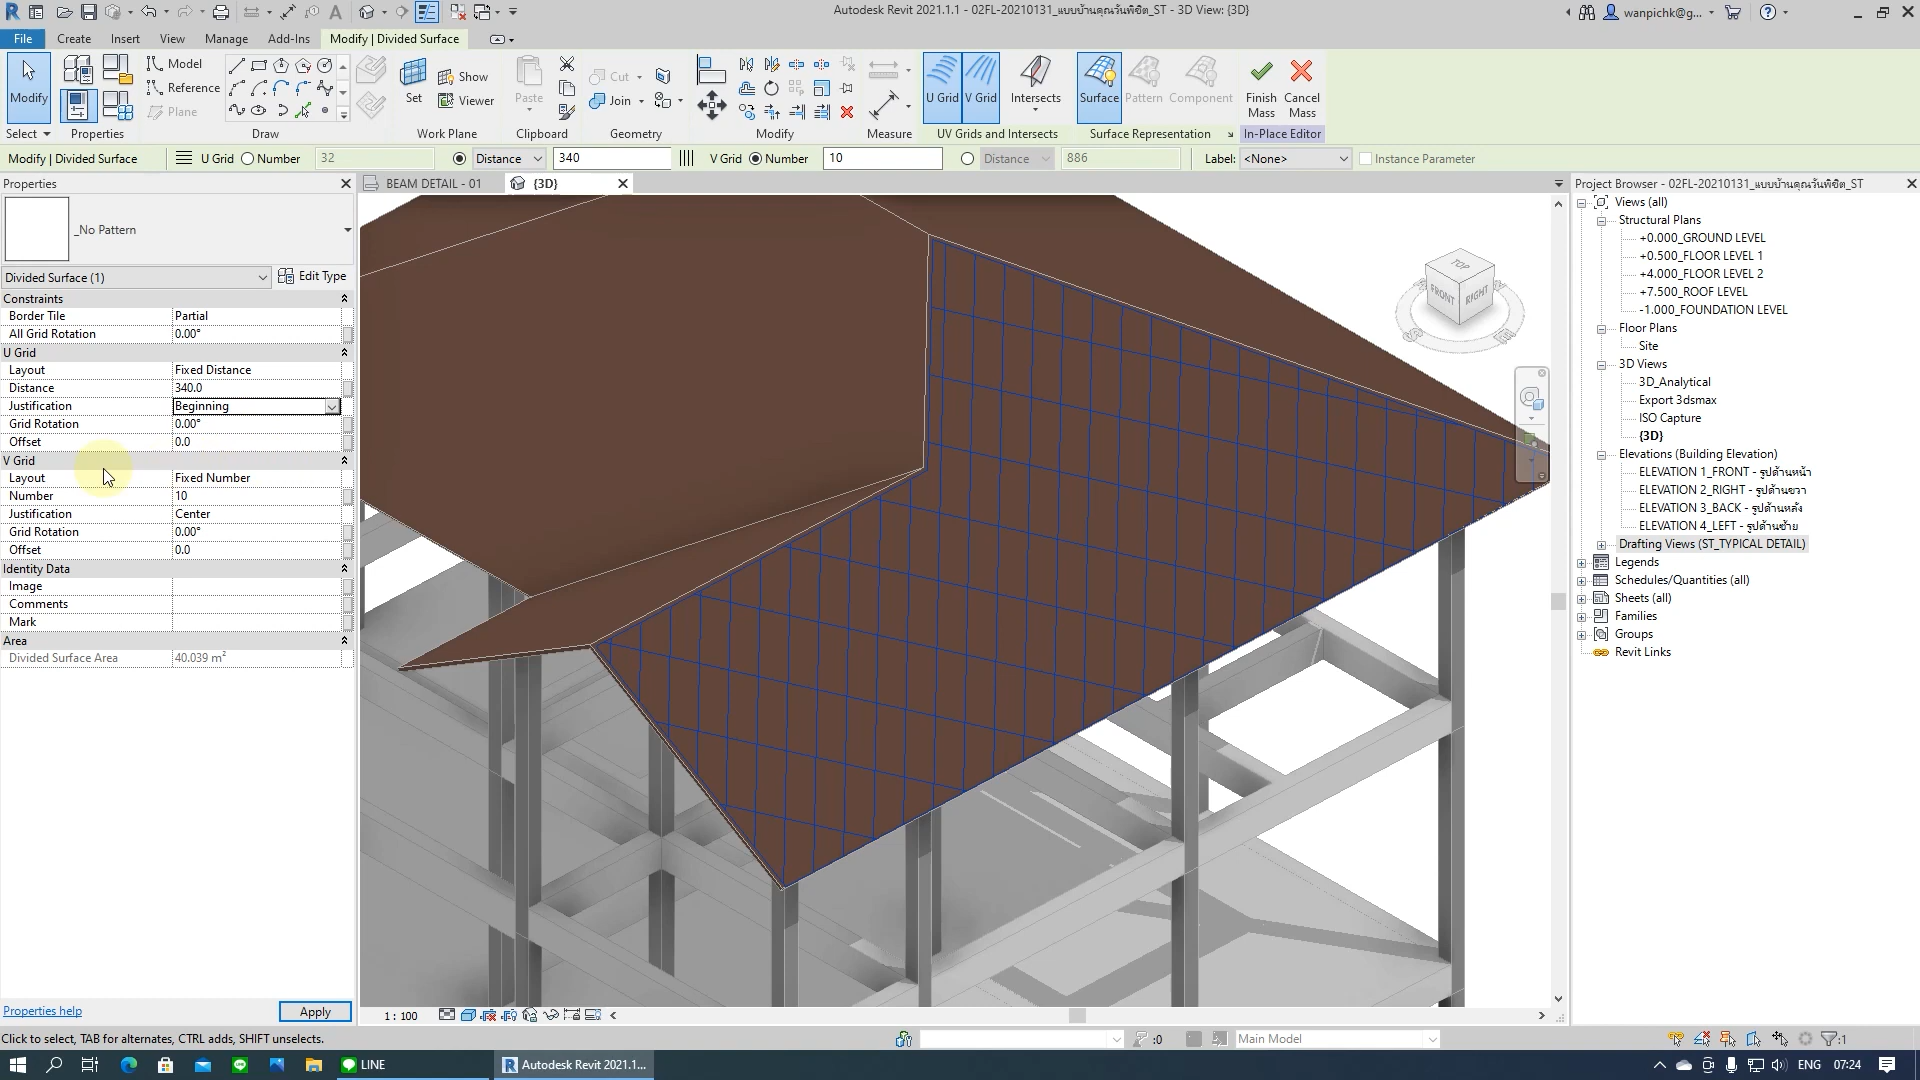 Autodesk Revit 2021.1.1 - 02FL-20210131_แบบบ้านคุณวันพิชิต_ST - 3D View: {3D}
wanpichk@g...
File
Create
Insert
View
Manage
Add-Ins
Modify | Divided Surface
Modify
Model
Reference
Plane
Set
Show
Viewer
Paste
Cut
Join
U Grid
V Grid
Intersects
Surface
Pattern
Component
Finish Mass
Cancel Mass
Select
Properties
Draw
Work Plane
Clipboard
Geometry
Modify
Measure
UV Grids and Intersects
Surface Representation
In-Place Editor
Modify | Divided Surface
U Grid
Number
32
Distance
340
V Grid
Number
10
Distance
886
Label:
<None>
Instance Parameter
Properties
BEAM DETAIL - 01
{3D}
Project Browser - 02FL-20210131_แบบบ้านคุณวันพิชิต_ST
_No Pattern
Divided Surface (1)
Edit Type
Constraints
Border Tile Partial
All Grid Rotation 0.00°
U Grid
Layout Fixed Distance
Distance 340.0
Justification Beginning
Grid Rotation 0.00°
Offset 0.0
V Grid
Layout Fixed Number
Number 10
Justification Center
Grid Rotation 0.00°
Offset 0.0
Identity Data
Image
Comments
Mark
Area
Divided Surface Area 40.039 m²
Properties help
Apply
TOP
FRONT
RIGHT
Views (all)
Structural Plans
+0.000_GROUND LEVEL
+0.500_FLOOR LEVEL 1
+4.000_FLOOR LEVEL 2
+7.500_ROOF LEVEL
-1.000_FOUNDATION LEVEL
Floor Plans
Site
3D Views
3D_Analytical
Export 3dsmax
ISO Capture
{3D}
Elevations (Building Elevation)
ELEVATION 1_FRONT - รูปด้านหน้า
ELEVATION 2_RIGHT - รูปด้านขวา
ELEVATION 3_BACK - รูปด้านหลัง
ELEVATION 4_LEFT - รูปด้านซ้าย
Drafting Views (ST_TYPICAL DETAIL)
Legends
Schedules/Quantities (all)
Sheets (all)
Families
Groups
Revit Links
1 : 100
Click to select, TAB for alternates, CTRL adds, SHIFT unselects.
:0
Main Model
:1
LINE
Autodesk Revit 2021.1...
ENG
07:24